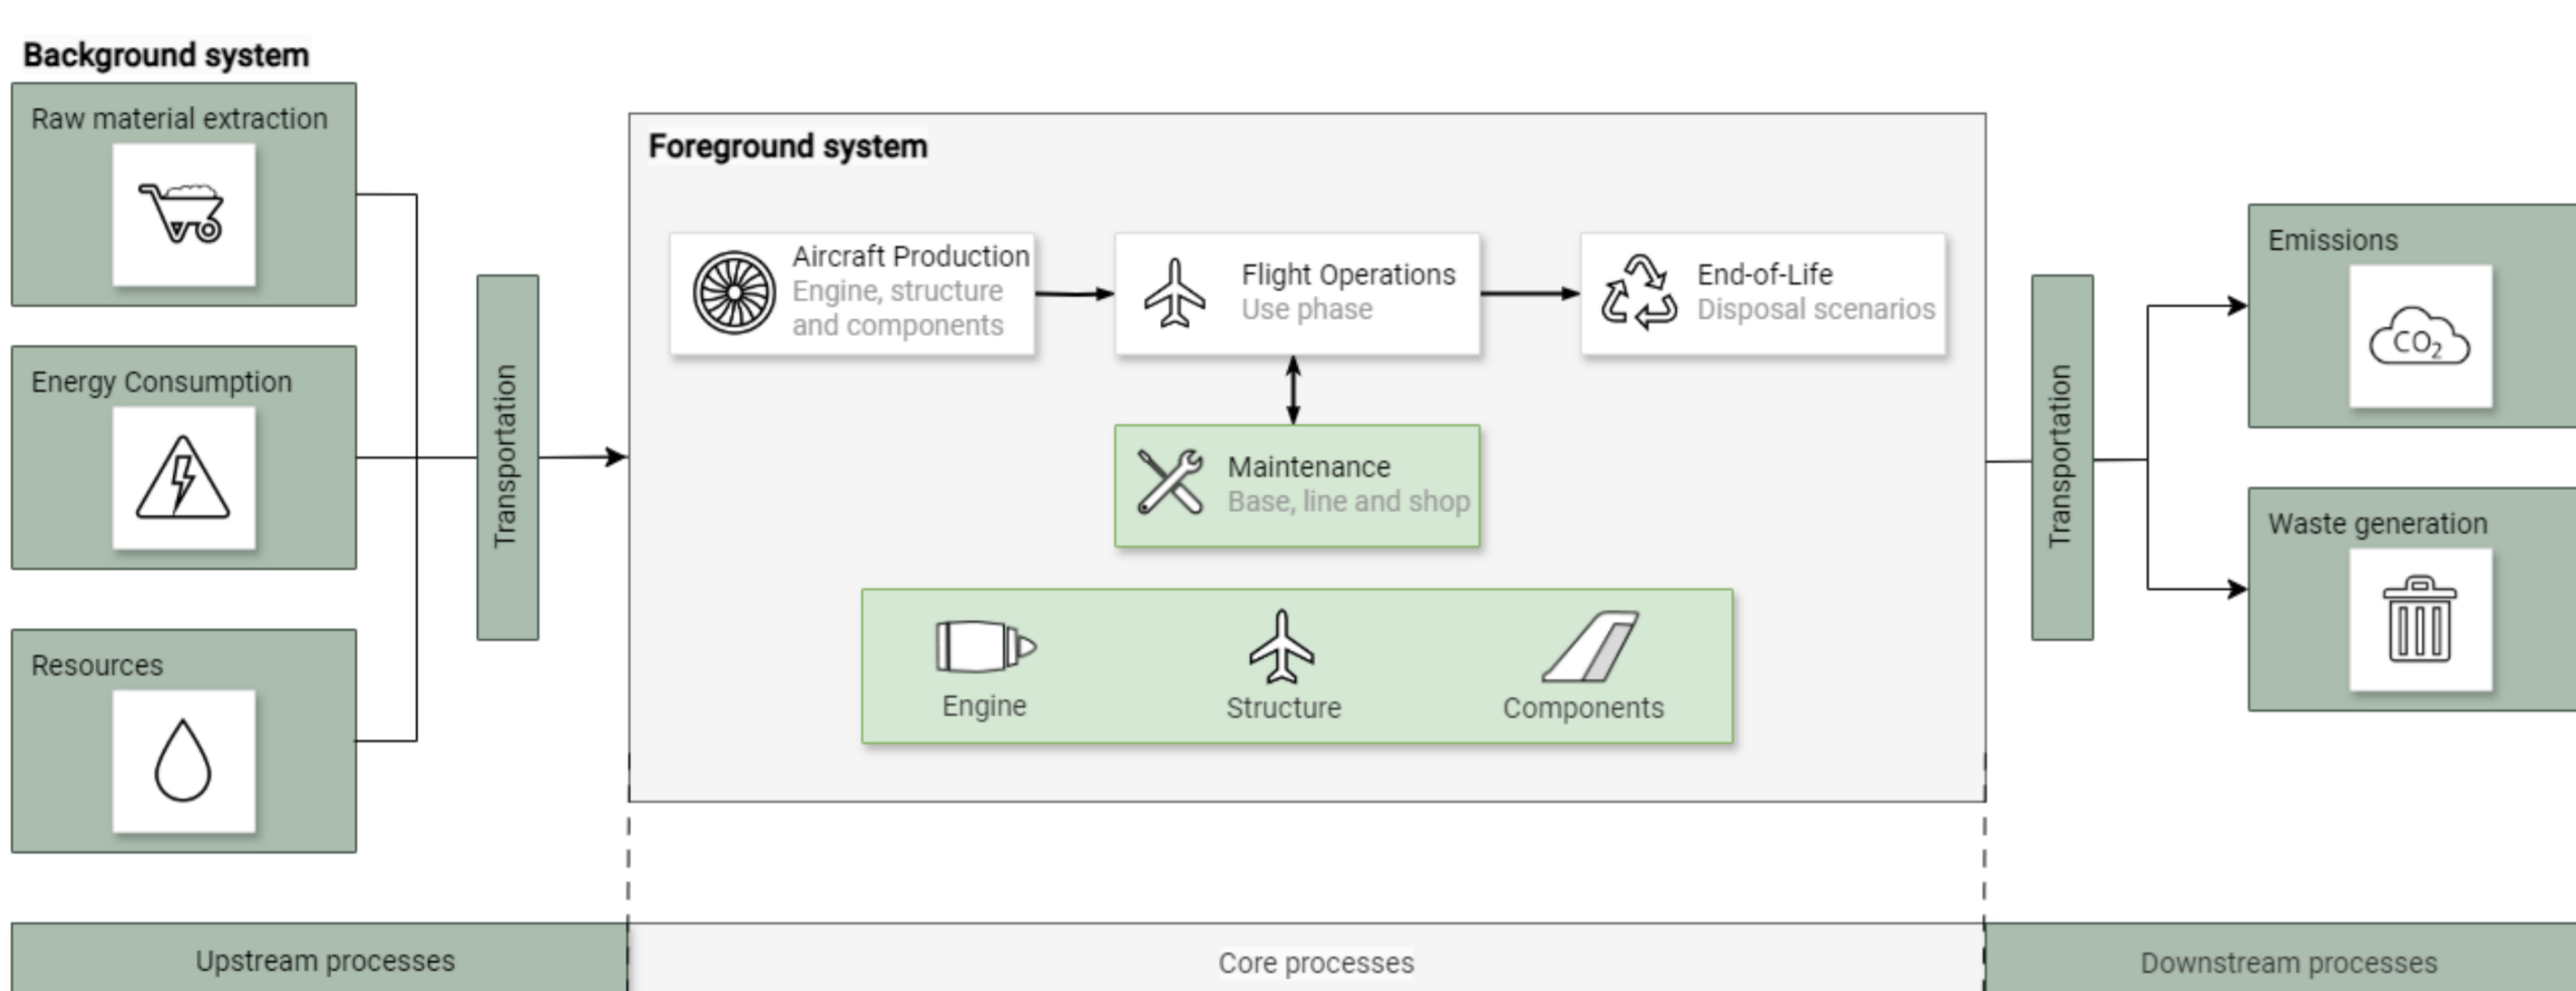 Background system
Raw material extraction
Energy Consumption
Resources
Transportation
Foreground system
Aircraft Production
Engine, structure
and components
Flight Operations
Use phase
End-of-Life
Disposal scenarios
Maintenance
Base, line and shop
Engine
Structure
Components
Transportation
Emissions
CO₂
Waste generation
Upstream processes
Core processes
Downstream processes